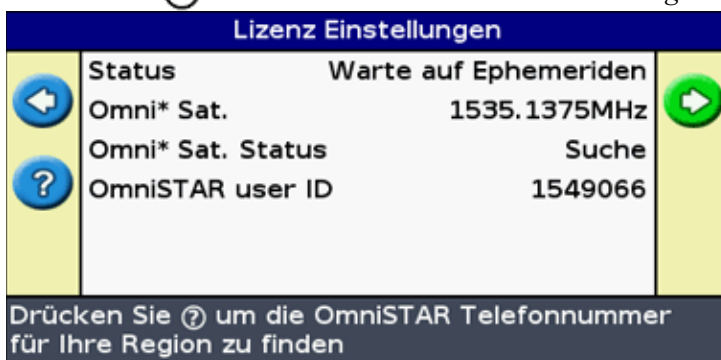 Lizenz Einstellungen
Status Warte auf Ephemeriden
Omni* Sat. 1535.1375MHz
Omni* Sat. Status Suche
OmniSTAR user ID 1549066
Drücken Sie ? um die OmniSTAR Telefonnummer
für Ihre Region zu finden